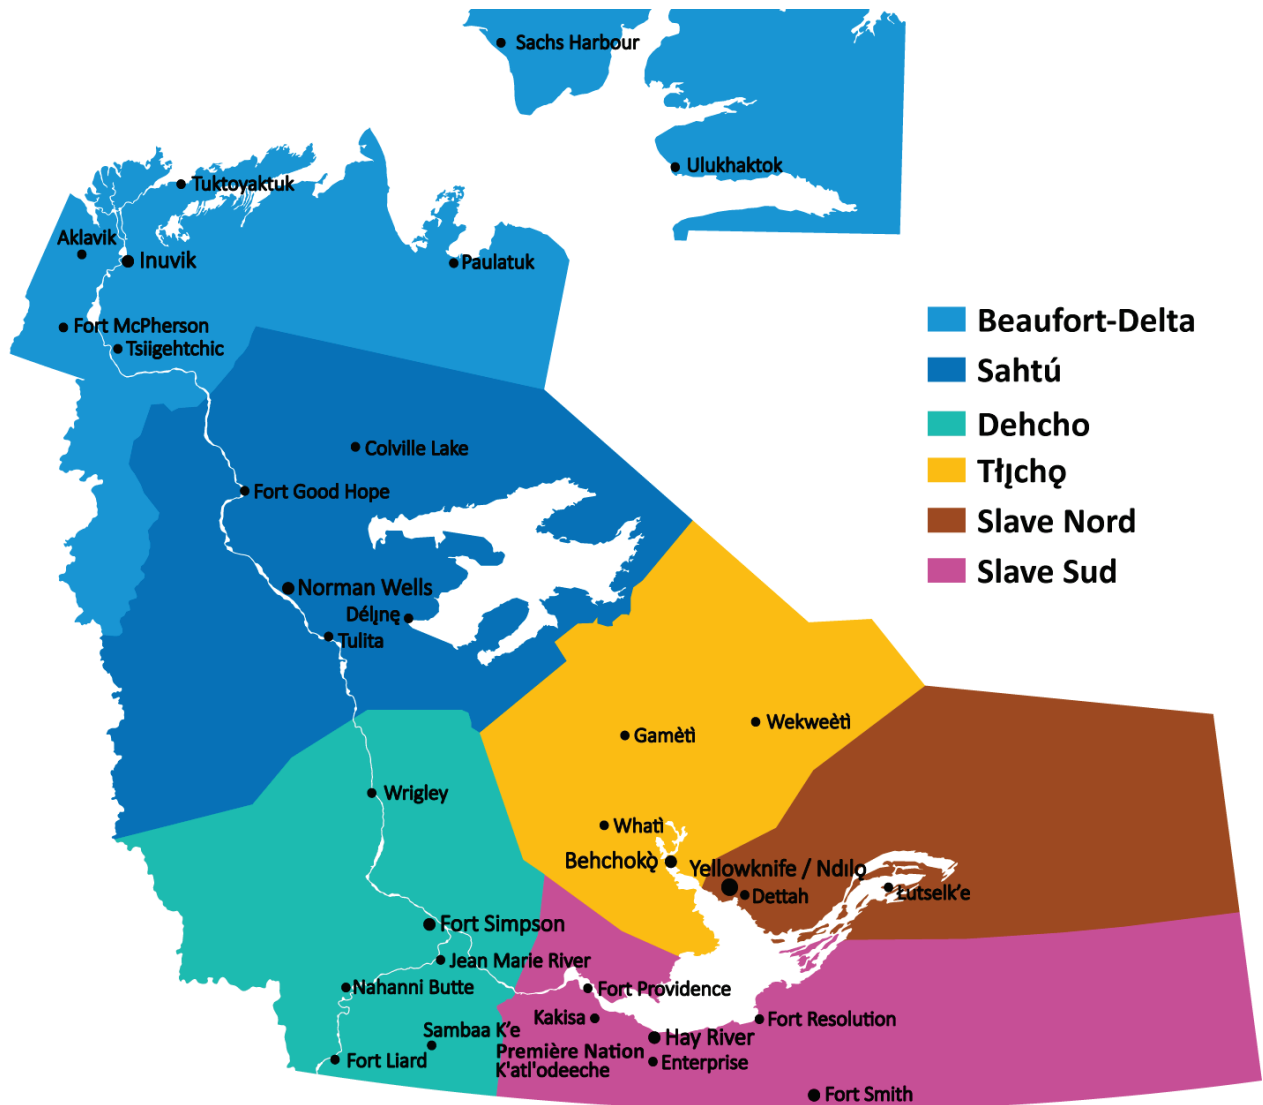 Sachs Harbour
Ulukhaktok
Tuktoyaktuk
Aklavik
Inuvik
Paulatuk
Fort McPherson
Tsiigehtchic
Beaufort-Delta
Sahtú
Dehcho
Tłı̨chǫ
Slave Nord
Slave Sud
Colville Lake
Fort Good Hope
Norman Wells
Délı̨nę
Tulita
Gamètì
Wekweètì
Wrigley
Whatì
Behchokǫ̀
Yellowknife / Ndılǫ
Dettah
Łutselk’e
Fort Simpson
Jean Marie River
Nahanni Butte
Fort Providence
Kakisa
Fort Resolution
Sambaa K’e
Hay River
Première Nation
K'atl'odeeche
Enterprise
Fort Liard
Fort Smith